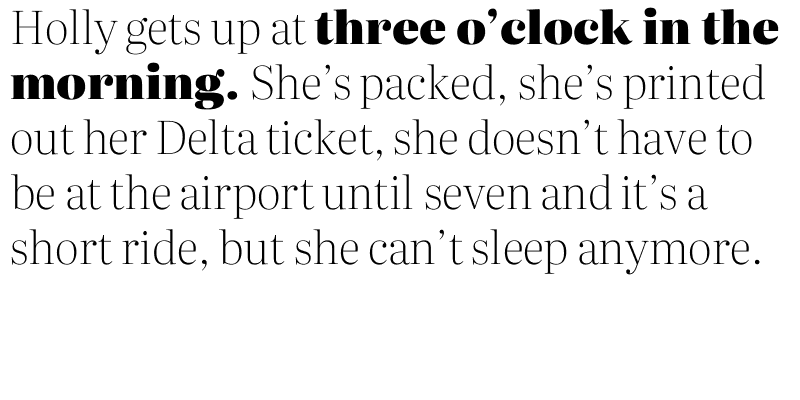 Holly gets up at three o’clock in the
morning. She’s packed, she’s printed
out her Delta ticket, she doesn’t have to
be at the airport until seven and it’s a
short ride, but she can’t sleep anymore.